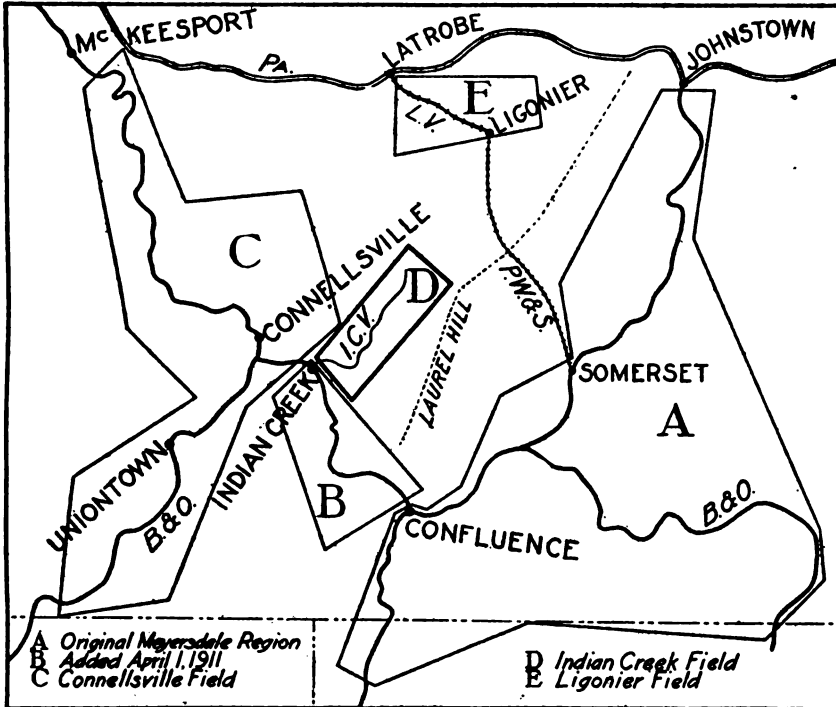 McKEESPORT
PA.
LATROBE
JOHNSTOWN
E
L.V.
LIGONIER
C
CONNELLSVILLE
D
I.C.V.
P.W.&S.
LAUREL HILL
INDIAN CREEK
SOMERSET
A
UNIONTOWN
B.&O.
B
B.&O.
CONFLUENCE
A Original Meyersdale Region
B Added April 1, 1911
C Connellsville Field
D Indian Creek Field
E Ligonier Field